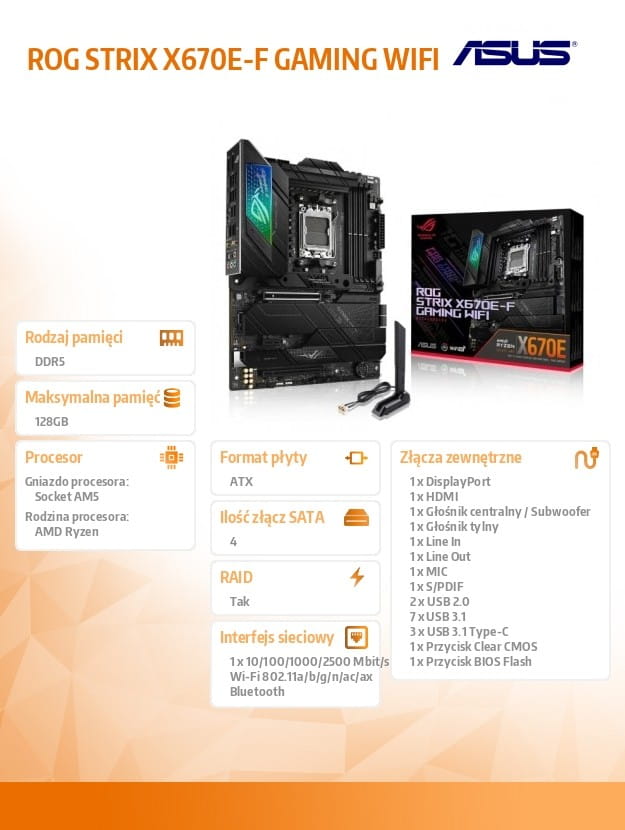 ROG STRIX X670E-F GAMING WIFI
ASUS
ROG
STRIX X670E-F
GAMING WIFI
ASUS
AMD
RYZEN
X670E
Rodzaj pamięci
DDR5
Maksymalna pamięć
128GB
Procesor
Gniazdo procesora:
Socket AM5
Rodzina procesora:
AMD Ryzen
Format płyty
ATX
Ilość złącz SATA
4
RAID
Tak
Interfejs sieciowy
1 x 10/100/1000/2500 Mbit/s
Wi-Fi 802.11a/b/g/n/ac/ax
Bluetooth
Złącza zewnętrzne
1 x DisplayPort
1 x HDMI
1 x Głośnik centralny / Subwoofer
1 x Głośnik tylny
1 x Line In
1 x Line Out
1 x MIC
1 x S/PDIF
2 x USB 2.0
7 x USB 3.1
3 x USB 3.1 Type-C
1 x Przycisk Clear CMOS
1 x Przycisk BIOS Flash